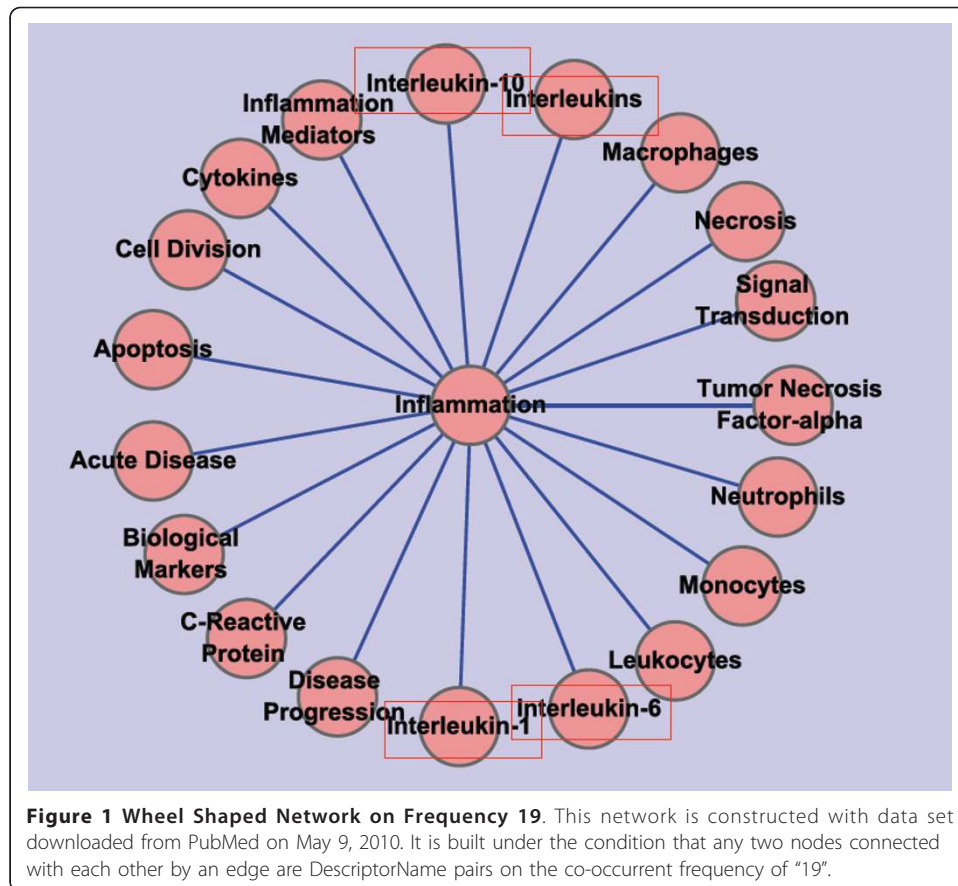 Interleukin-10
Interleukins
Inflammation
Mediators
Macrophages
Cytokines
Necrosis
Cell Division
Signal
Transduction
Apoptosis
Tumor Necrosis
Factor-alpha
Inflammation
Acute Disease
Neutrophils
Biological
Markers
Monocytes
C-Reactive
Protein
Leukocytes
Disease
Progression
Interleukin-1
Interleukin-6
Figure 1 Wheel Shaped Network on Frequency 19. This network is constructed with data set
downloaded from PubMed on May 9, 2010. It is built under the condition that any two nodes connected
with each other by an edge are DescriptorName pairs on the co-occurrent frequency of “19”.